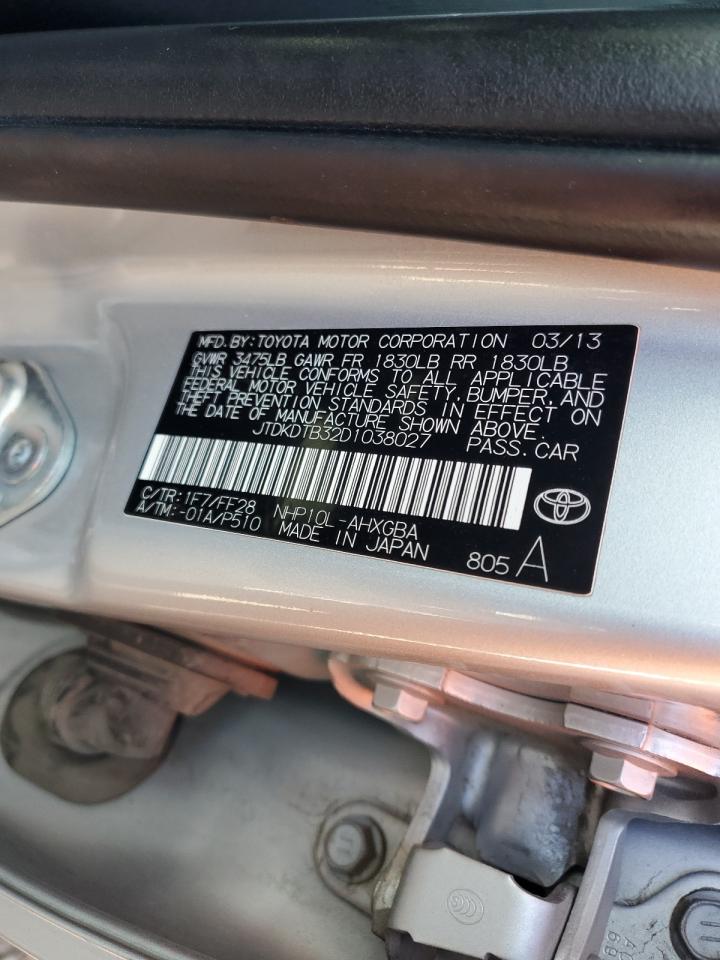 MFD. BY: TOYOTA MOTOR CORPORATION 03/13
GVWR 3475LB GAWR FR 1830LB RR 1830LB
THIS VEHICLE CONFORMS TO ALL APPLICABLE
FEDERAL MOTOR VEHICLE SAFETY, BUMPER, AND
THEFT PREVENTION STANDARDS IN EFFECT ON
THE DATE OF MANUFACTURE SHOWN ABOVE.
JTDKDTB32D1038027 PASS. CAR
C/TR: 1F7/FF28 NHP10L-AHXGBA
A/TM: -01A/P510 MADE IN JAPAN
805 A